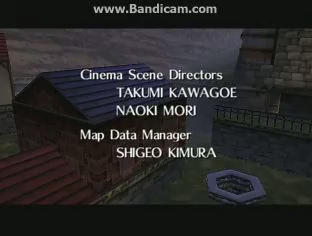 www.Bandicam.com
Cinema Scene Directors
TAKUMI KAWAGOE
NAOKI MORI
Map Data Manager
SHIGEO KIMURA